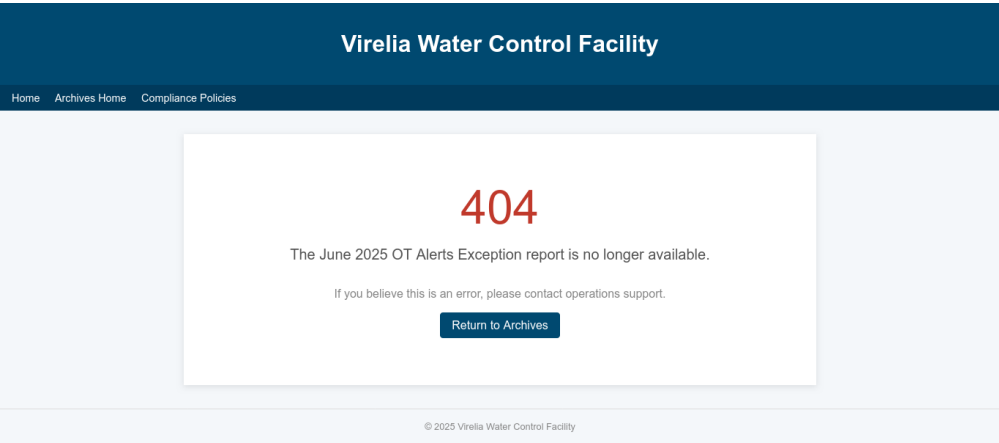 Virelia Water Control Facility
Home Archives Home Compliance Policies
404
The June 2025 OT Alerts Exception report is no longer available.
If you believe this is an error, please contact operations support.
Return to Archives
© 2025 Virelia Water Control Facility